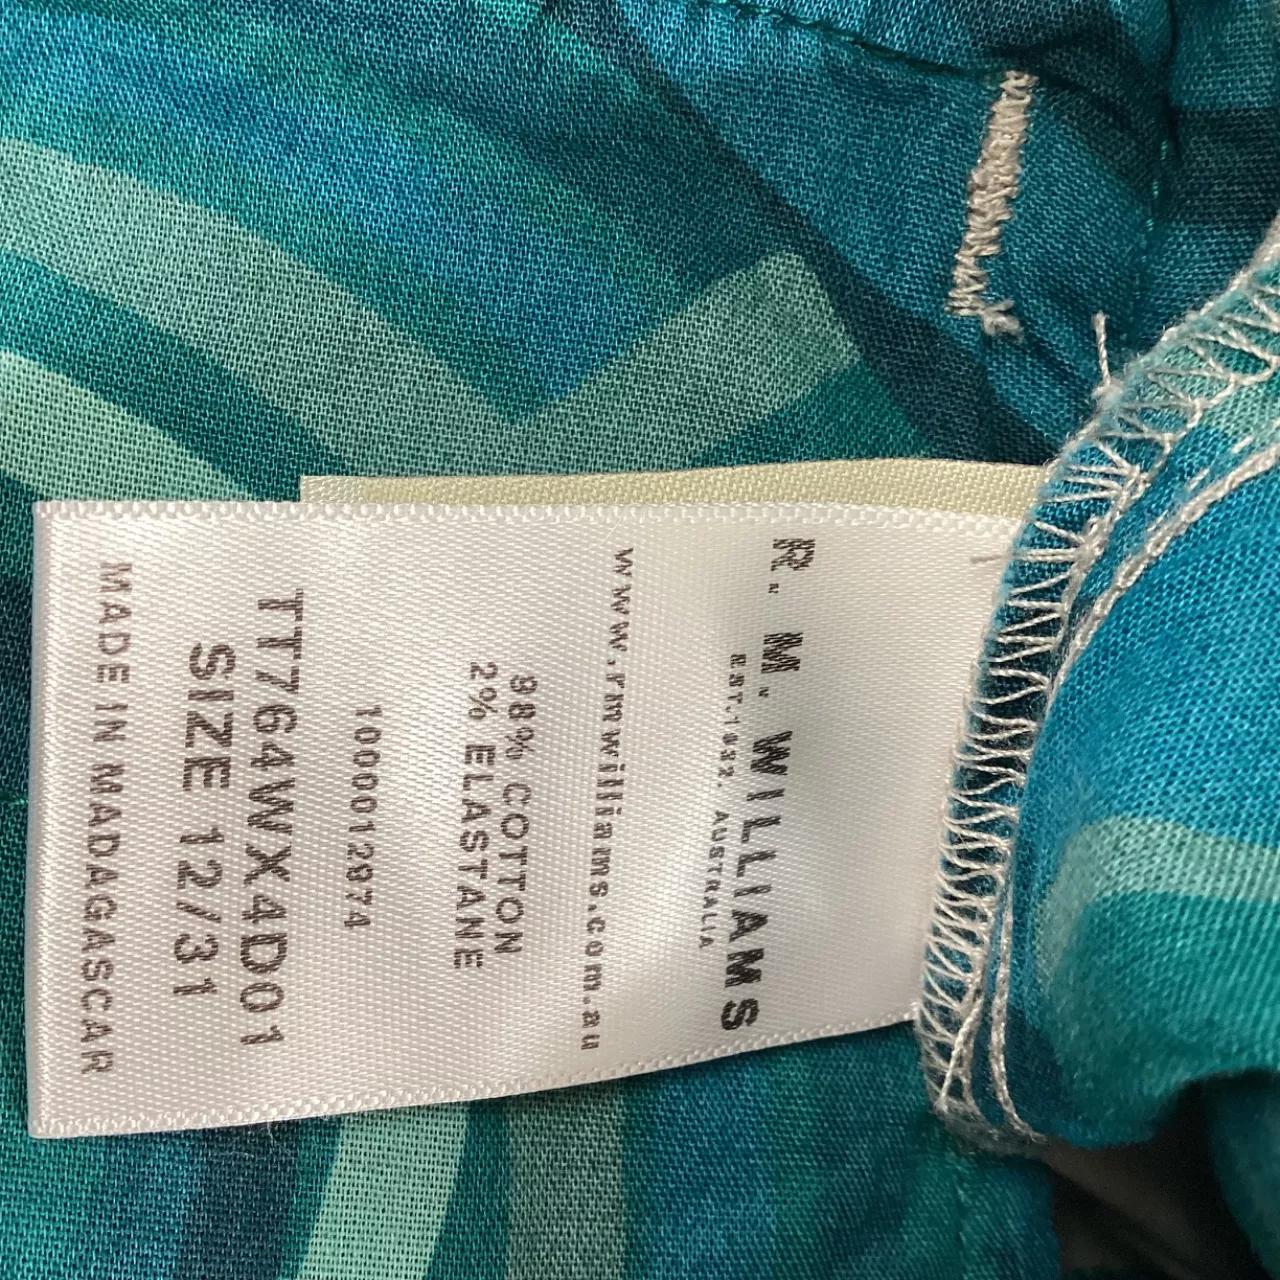 R. M. WILLIAMS
EST.1932. AUSTRALIA
www.rmwilliams.com.au
98% COTTON
2% ELASTANE
1000012974
TT764WX4D01
SIZE 12/31
MADE IN MADAGASCAR